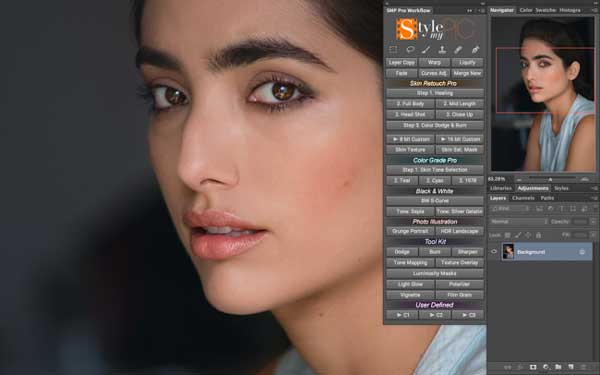 SMP Pro Workflow
Style my PIC
Layer Copy Warp Liquify
Fade Curves Adj. Merge New
Skin Retouch Pro
Step 1. Healing
2. Full Body 2. Mid Length
2. Head Shot 2. Close Up
Step 3. Color Dodge & Burn
8 bit Custom 16 bit Custom
Skin Texture Skin Sel. Mask
Color Grade Pro
Step 1. Skin Tone Selection
2. Teal 2. Cyan 2. 1978
Black & White
BW S-Curve
Tone: Sepia Tone: Silver Gelatin
Photo Illustration
Grunge Portrait HDR Landscape
Tool Kit
Dodge Burn Sharpen
Tone Mapping Texture Overlay
Luminosity Masks
Light Glow Polarizer
Vignette Film Grain
User Defined
C1 C2 C3
Navigator Color Swatche Histogra
63.28%
Libraries Adjustments Styles
Layers Channels Paths
Kind
Normal Opacity:
Lock: Fill:
Background